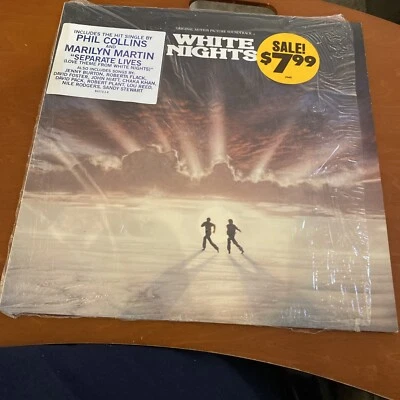 INCLUDES THE HIT SINGLE BY
PHIL COLLINS
AND
MARILYN MARTIN
"SEPARATE LIVES
(LOVE THEME FROM WHITE NIGHTS)"
ALSO INCLUDES SONGS BY:
JENNY BURTON, ROBERTA FLACK,
DAVID FOSTER, JOHN HIATT, CHAKA KHAN,
DAVID PACK, ROBERT PLANT, LOU REED,
NILE RODGERS, SANDY STEWART
ORIGINAL MOTION PICTURE SOUNDTRACK
WHITE
NIGHTS
SALE!
$7.99